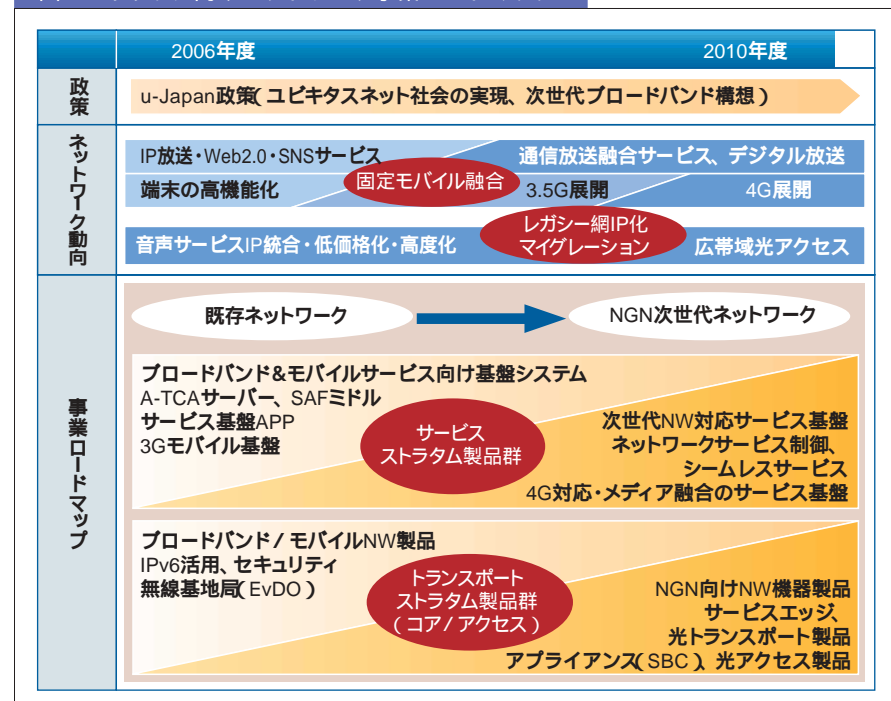 2006年度
2010年度
政策
u-Japan政策(ユビキタスネット社会の実現、次世代ブロードバンド構想)
ネットワーク動向
IP放送・Web2.0・SNSサービス
通信放送融合サービス、デジタル放送
固定モバイル融合
端末の高機能化
3.5G展開
4G展開
音声サービスIP統合・低価格化・高度化
レガシー網IP化
マイグレーション
広帯域光アクセス
事業ロードマップ
既存ネットワーク
NGN次世代ネットワーク
ブロードバンド&モバイルサービス向け基盤システム
A-TCAサーバー、SAFミドル
サービス基盤APP
3Gモバイル基盤
サービス
ストラタム製品群
次世代NW対応サービス基盤
ネットワークサービス制御、
シームレスサービス
4G対応・メディア融合のサービス基盤
ブロードバンド/モバイルNW製品
IPv6活用、セキュリティ
無線基地局(EvDO)
トランスポート
ストラタム製品群
(コア/アクセス)
NGN向けNW機器製品
サービスエッジ、
光トランスポート製品
アプライアンス(SBC)、光アクセス製品